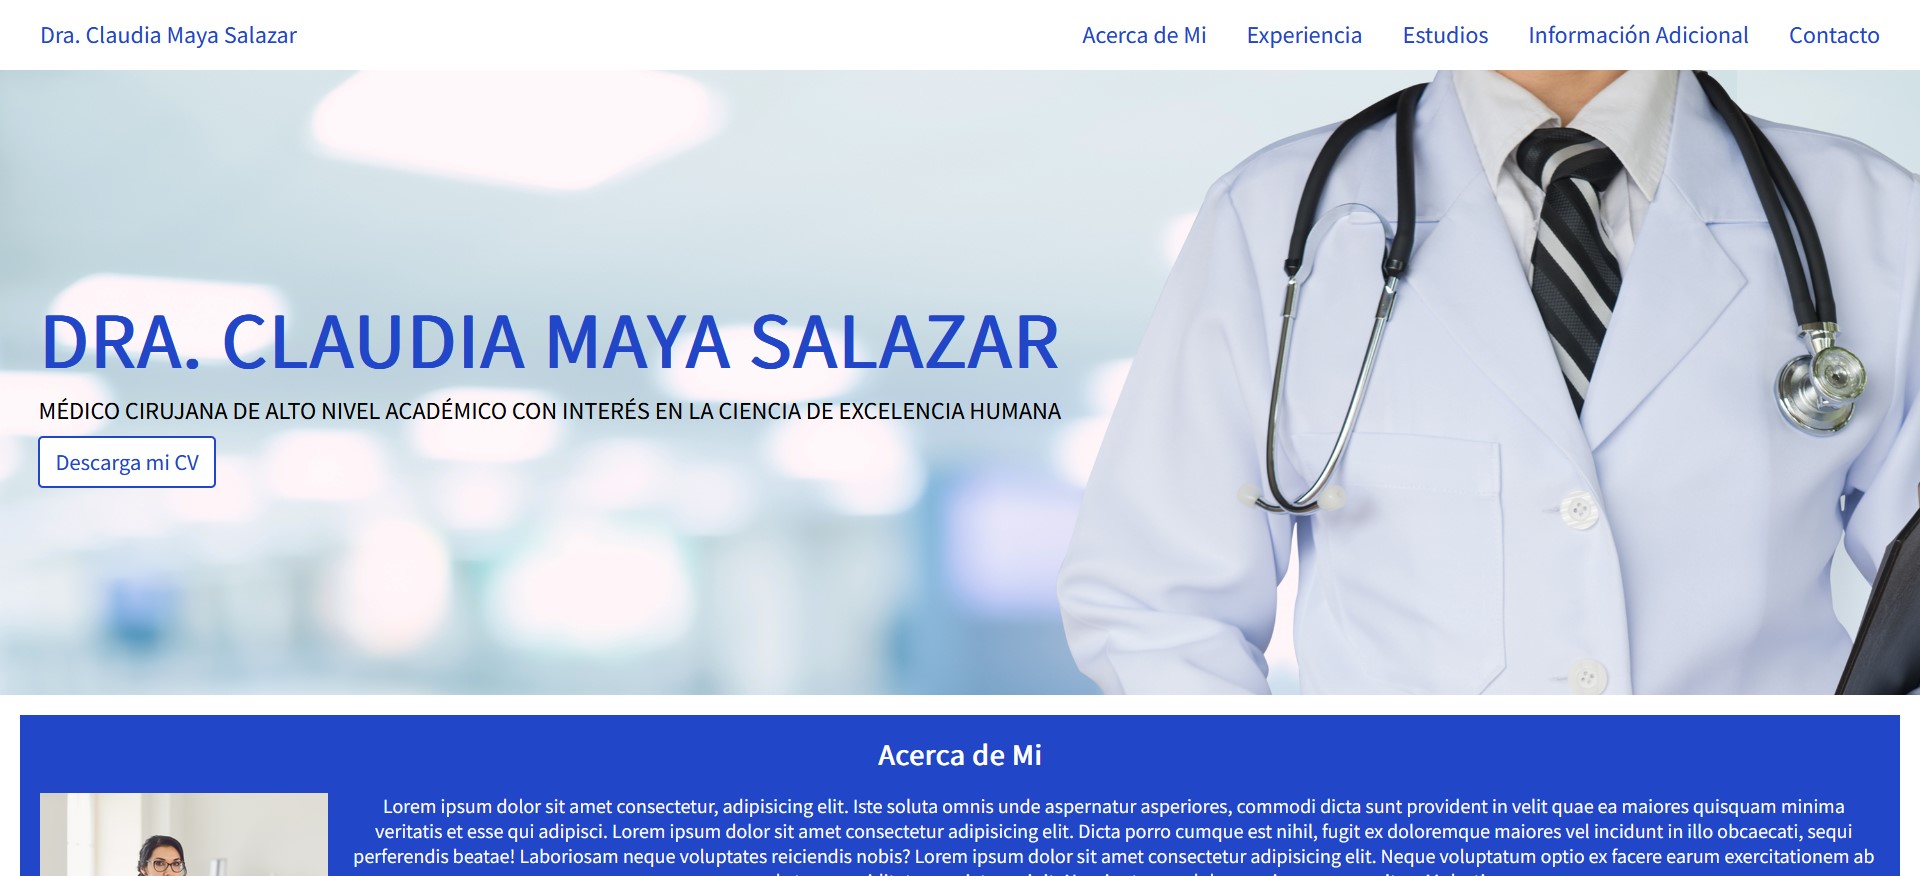 Dra. Claudia Maya Salazar
Acerca de Mi
Experiencia
Estudios
Información Adicional
Contacto
DRA. CLAUDIA MAYA SALAZAR
MÉDICO CIRUJANA DE ALTO NIVEL ACADÉMICO CON INTERÉS EN LA CIENCIA DE EXCELENCIA HUMANA
Descarga mi CV
Acerca de Mi
Lorem ipsum dolor sit amet consectetur, adipisicing elit. Iste soluta omnis unde aspernatur asperiores, commodi dicta sunt provident in velit quae ea maiores quisquam minima
veritatis et esse qui adipisci. Lorem ipsum dolor sit amet consectetur adipisicing elit. Dicta porro cumque est nihil, fugit ex doloremque maiores vel incidunt in illo obcaecati, sequi
perferendis beatae! Laboriosam neque voluptates reiciendis nobis? Lorem ipsum dolor sit amet consectetur adipisicing elit. Neque voluptatum optio ex facere earum exercitationem ab